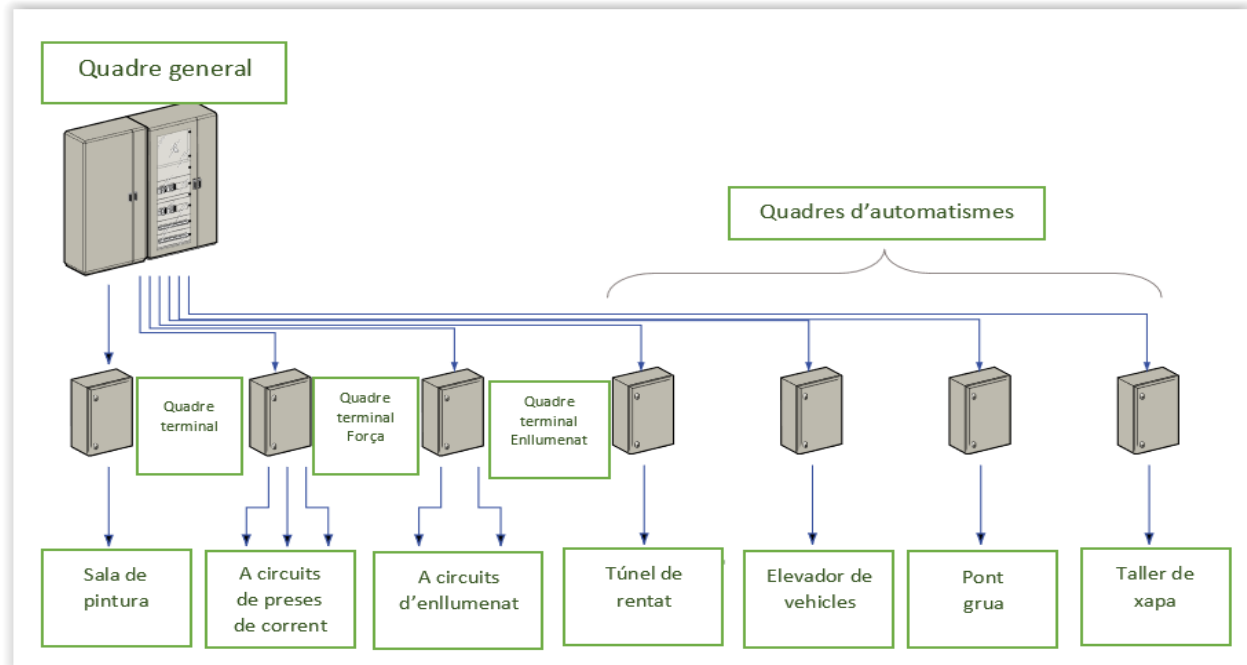 Quadre general
Quadres d'automatismes
Quadre
terminal
Quadre
terminal
Força
Quadre
terminal
Enllumenat
Sala de
pintura
A circuits
de preses
de corrent
A circuits
d'enllumenat
Túnel de
rentat
Elevador de
vehicles
Pont
grua
Taller de
xapa